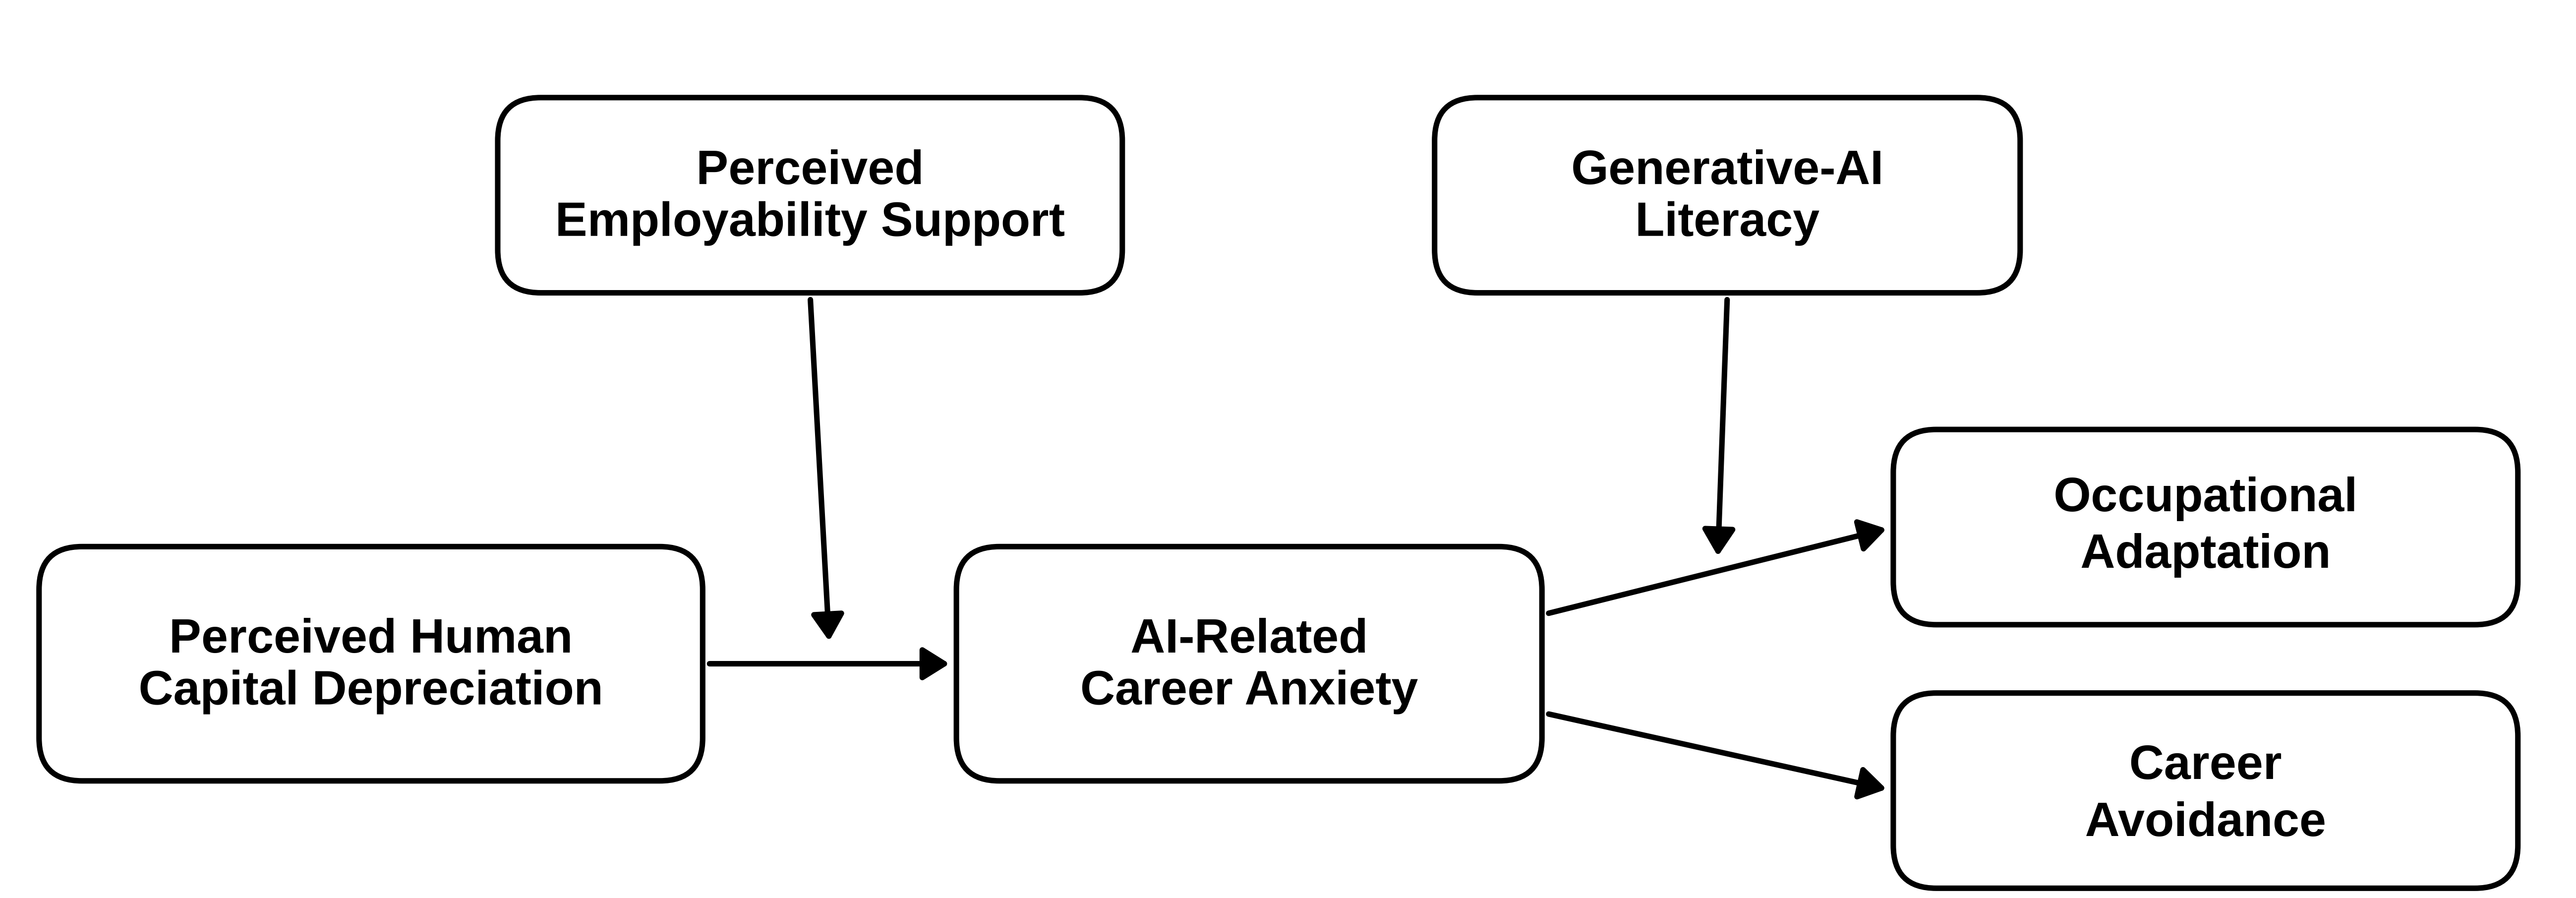 Perceived
Employability Support
Generative-AI
Literacy
Perceived Human
Capital Depreciation
AI-Related
Career Anxiety
Occupational
Adaptation
Career
Avoidance